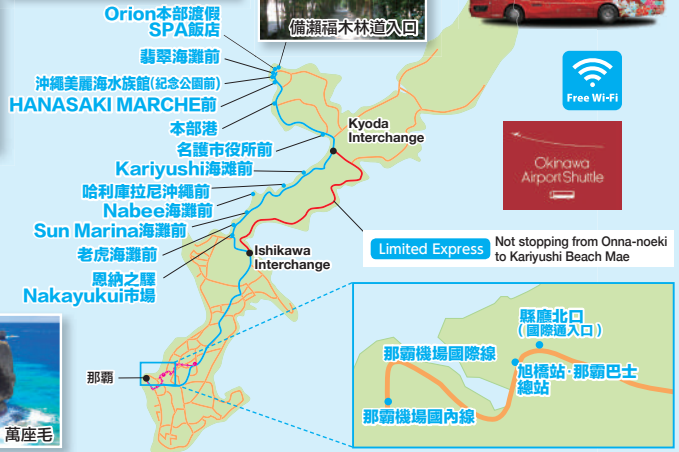 Orion本部渡假
SPA飯店
備瀨福木林道入口
翡翠海灘前
沖繩美麗海水族館(紀念公園前)
HANASAKI MARCHE前
本部港
名護市役所前
Kariyushi海滩前
哈利庫拉尼沖繩前
Nabee海灘前
Sun Marina海灘前
老虎海灘前
恩納之驛
Nakayukui市場
Kyoda
Interchange
Ishikawa
Interchange
Free Wi-Fi
Okinawa
Airport Shuttle
Limited Express
Not stopping from Onna-noeki
to Kariyushi Beach Mae
那覇
萬座毛
縣廳北口
(國際通入口)
那霸機場國際線
旭橋站·那霸巴士
總站
那霸機場國內線